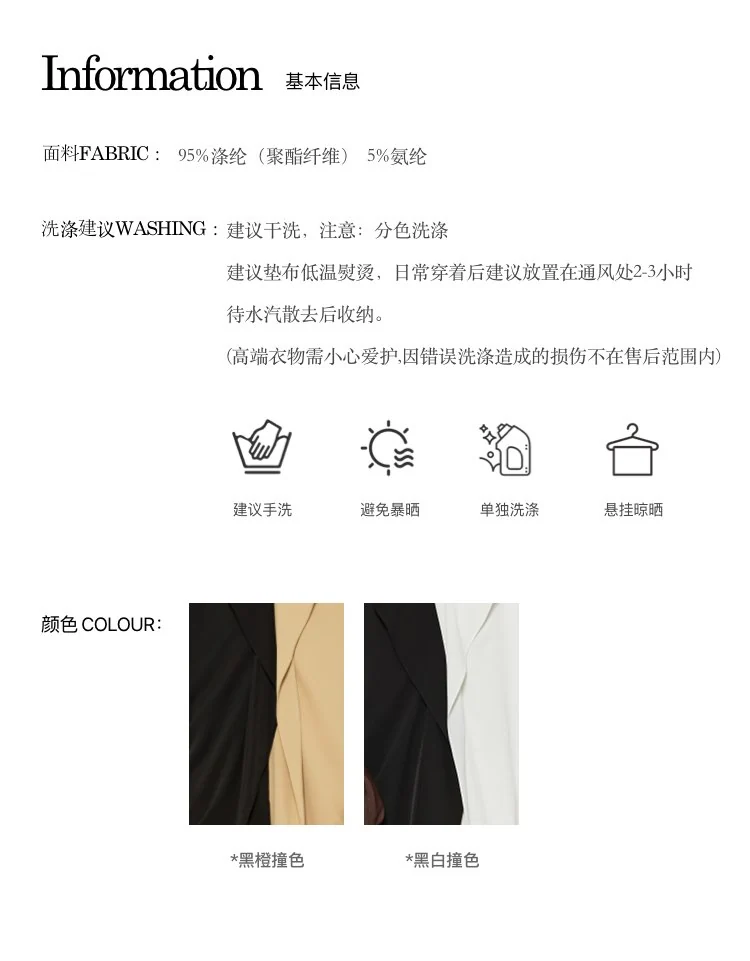 Information 基本信息
面料FABRIC： 95%涤纶（聚酯纤维） 5%氨纶
洗涤建议WASHING：建议干洗，注意：分色洗涤
建议垫布低温熨烫，日常穿着后建议放置在通风处2-3小时
待水汽散去后收纳。
(高端衣物需小心爱护,因错误洗涤造成的损伤不在售后范围内)
建议手洗 避免暴晒 单独洗涤 悬挂晾晒
颜色 COLOUR：
*黑橙撞色 *黑白撞色